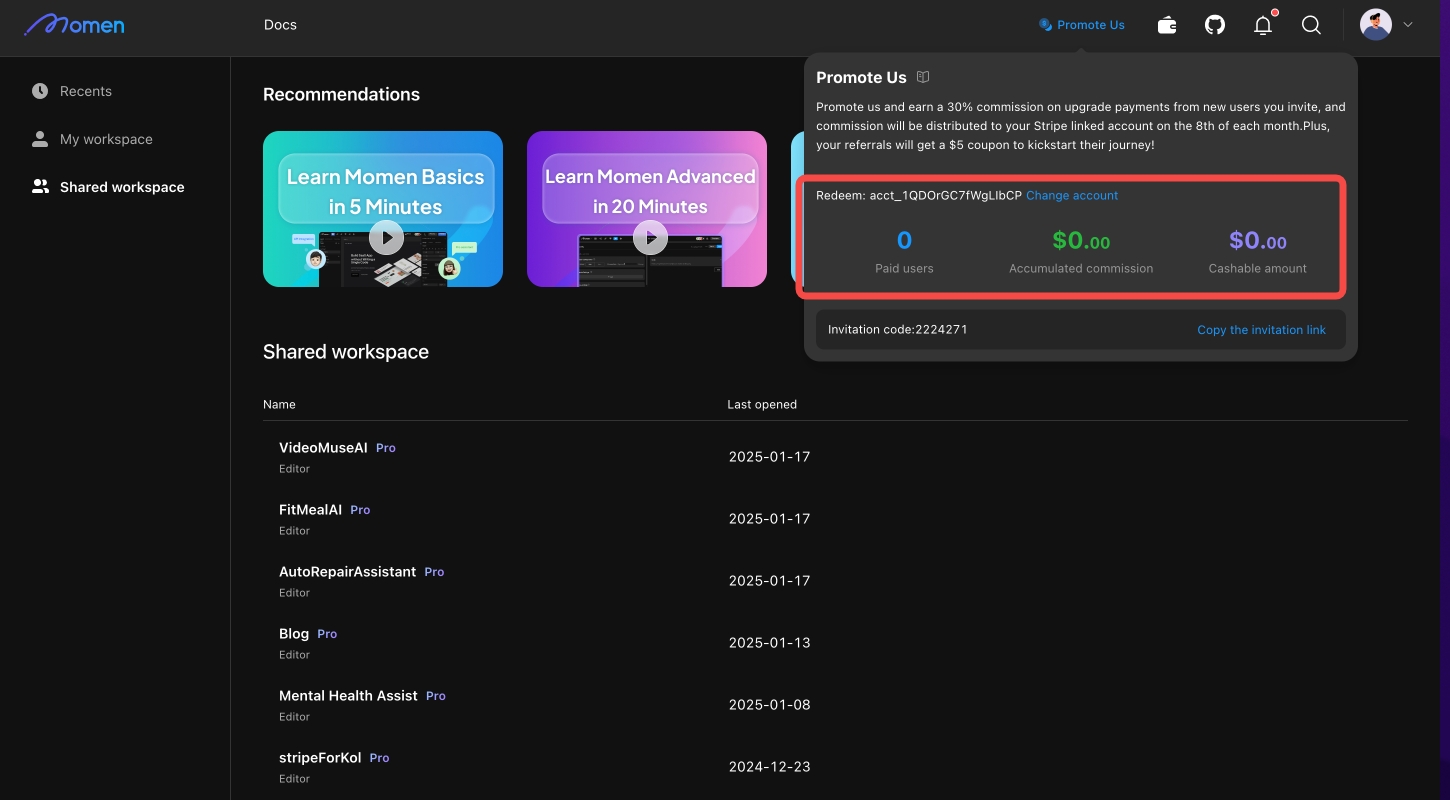 Momen
Docs
Promote Us
Recents
My workspace
Shared workspace
Recommendations
Learn Momen Basics
in 5 Minutes
Learn Momen Advanced
in 20 Minutes
Promote Us
Promote us and earn a 30% commission on upgrade payments from new users you invite, and
commission will be distributed to your Stripe linked account on the 8th of each month.Plus,
your referrals will get a $5 coupon to kickstart their journey!
Redeem: acct_1QDOrGC7fWgLIbCP Change account
0 $0.00 $0.00
Paid users Accumulated commission Cashable amount
Invitation code:2224271 Copy the invitation link
Shared workspace
Name Last opened
VideoMuseAI Pro
Editor
2025-01-17
FitMealAI Pro
Editor
2025-01-17
AutoRepairAssistant Pro
Editor
2025-01-17
Blog Pro
Editor
2025-01-13
Mental Health Assist Pro
Editor
2025-01-08
stripeForKol Pro
Editor
2024-12-23